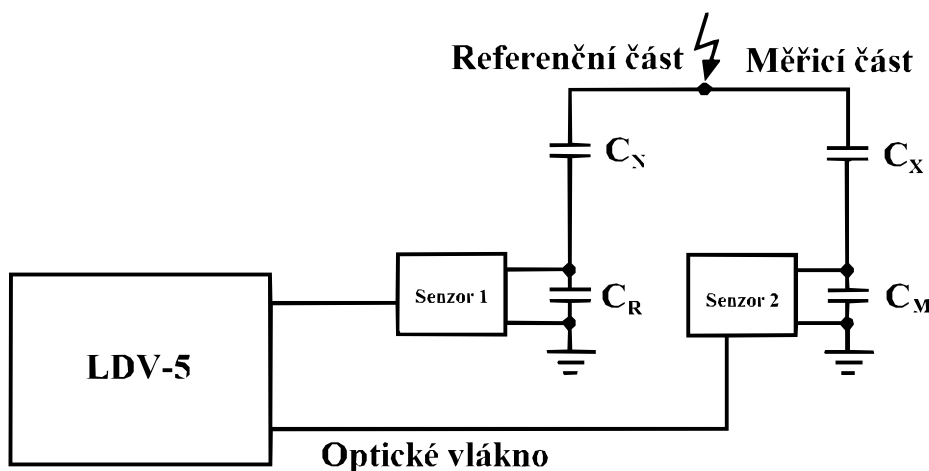 Referenční část
Měřicí část
C_N
C_X
Senzor 1
C_R
Senzor 2
C_M
LDV-5
Optické vlákno